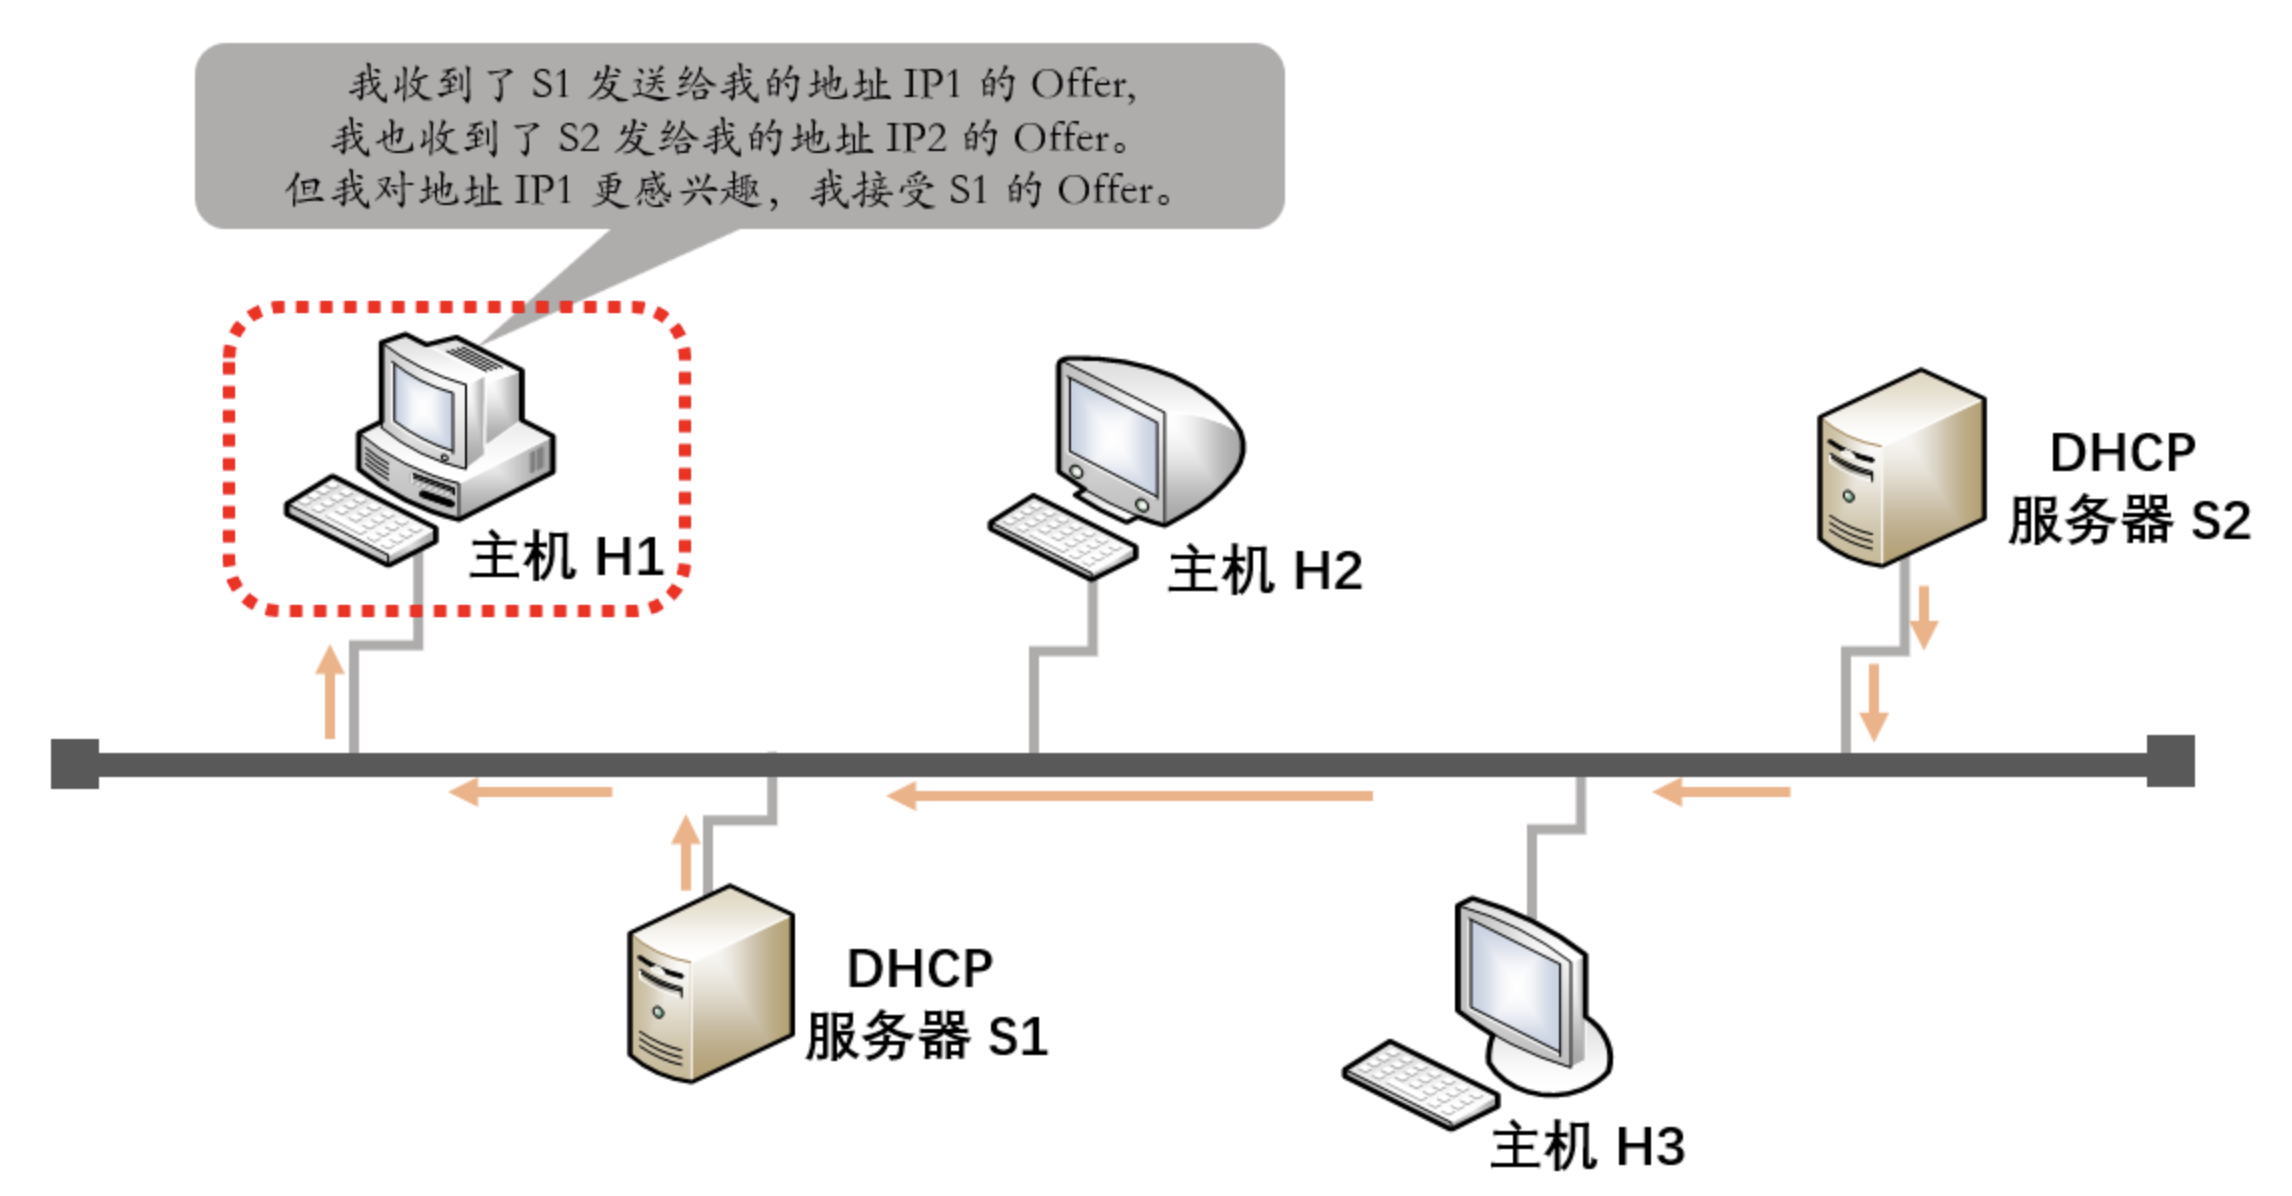 我收到了 S1 发送给我的地址 IP1 的 Offer,
我也收到了 S2 发给我的地址 IP2 的 Offer。
但我对地址 IP1 更感兴趣，我接受 S1 的 Offer。
主机 H1
主机 H2
DHCP
服务器 S2
DHCP
服务器 S1
主机 H3